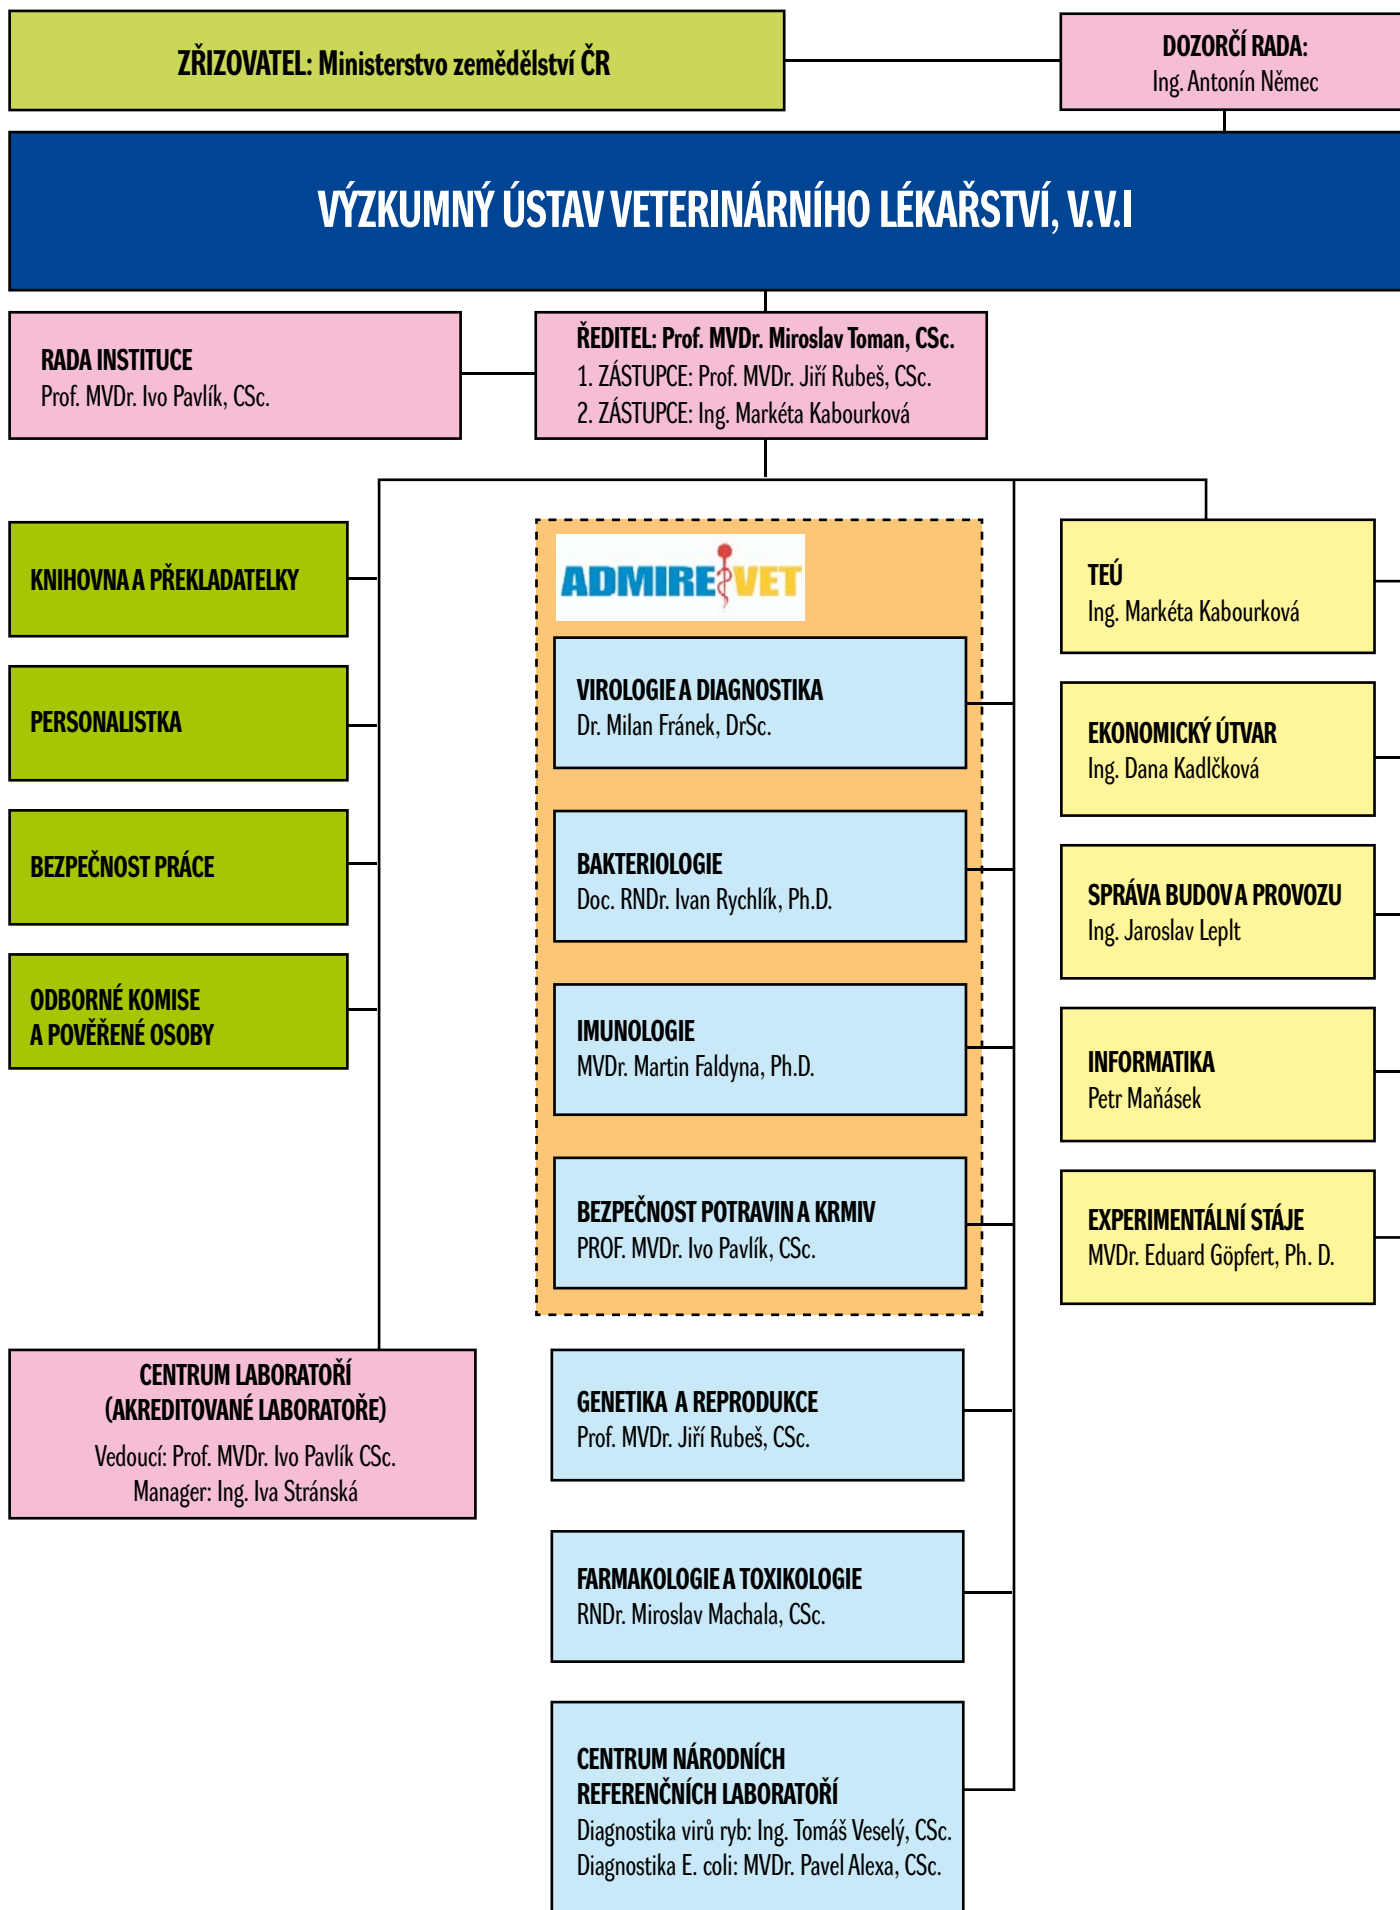 ZŘIZOVATEL: Ministerstvo zemědělství ČR
DOZORČÍ RADA:
Ing. Antonín Němec
VÝZKUMNÝ ÚSTAV VETERINÁRNÍHO LÉKAŘSTVÍ, V.V.I
RADA INSTITUCE
Prof. MVDr. Ivo Pavlík, CSc.
ŘEDITEL: Prof. MVDr. Miroslav Toman, CSc.
1. ZÁSTUPCE: Prof. MVDr. Jiří Rubeš, CSc.
2. ZÁSTUPCE: Ing. Markéta Kabourková
KNIHOVNA A PŘEKLADATELKY
PERSONALISTKA
BEZPEČNOST PRÁCE
ODBORNÉ KOMISE
A POVĚŘENÉ OSOBY
CENTRUM LABORATOŘÍ
(AKREDITOVANÉ LABORATOŘE)
Vedoucí: Prof. MVDr. Ivo Pavlík CSc.
Manager: Ing. Iva Stránská
ADMIREVET
VIROLOGIE A DIAGNOSTIKA
Dr. Milan Fránek, DrSc.
BAKTERIOLOGIE
Doc. RNDr. Ivan Rychlík, Ph.D.
IMUNOLOGIE
MVDr. Martin Faldyna, Ph.D.
BEZPEČNOST POTRAVIN A KRMIV
PROF. MVDr. Ivo Pavlík, CSc.
GENETIKA A REPRODUKCE
Prof. MVDr. Jiří Rubeš, CSc.
FARMAKOLOGIE A TOXIKOLOGIE
RNDr. Miroslav Machala, CSc.
CENTRUM NÁRODNÍCH
REFERENČNÍCH LABORATOŘÍ
Diagnostika virů ryb: Ing. Tomáš Veselý, CSc.
Diagnostika E. coli: MVDr. Pavel Alexa, CSc.
TEÚ
Ing. Markéta Kabourková
EKONOMICKÝ ÚTVAR
Ing. Dana Kadlčková
SPRÁVA BUDOV A PROVOZU
Ing. Jaroslav Leplt
INFORMATIKA
Petr Maňásek
EXPERIMENTÁLNÍ STÁJE
MVDr. Eduard Göpfert, Ph. D.